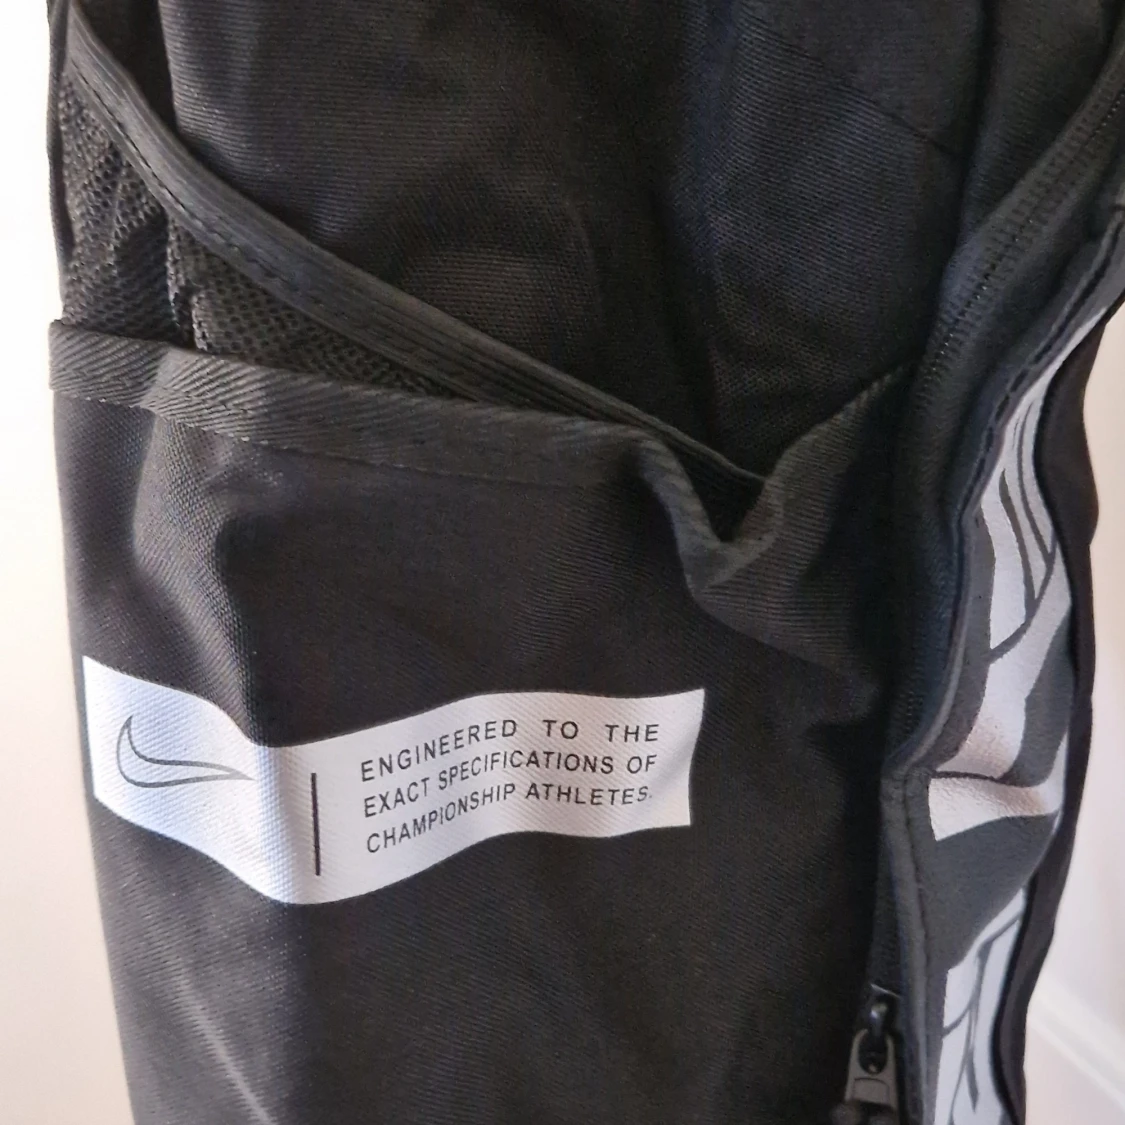 ENGINEERED TO THE
EXACT SPECIFICATIONS OF
CHAMPIONSHIP ATHLETES.